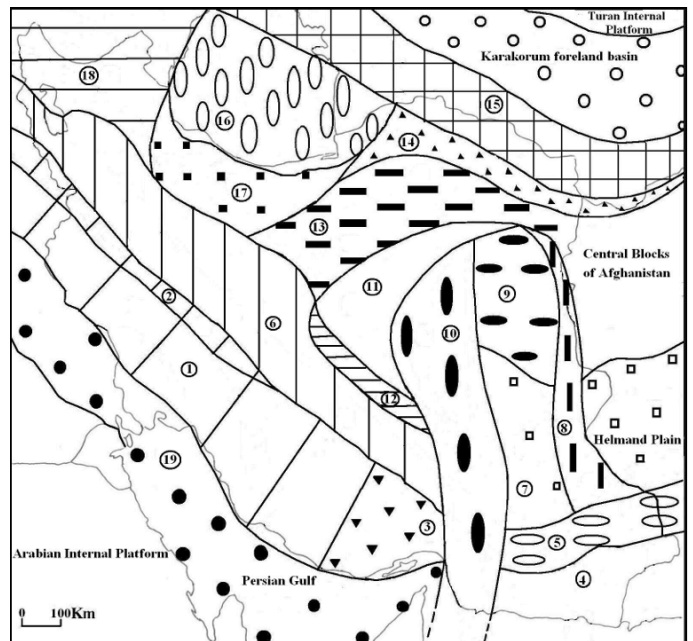 Turan Internal
Platform
Karakorum foreland basin
18
15
16
14
17
13
Central Blocks
of Afghanistan
11
9
2
6
10
1
12
8
Helmand Plain
7
19
3
5
Arabian Internal Platform
4
Persian Gulf
0 100Km